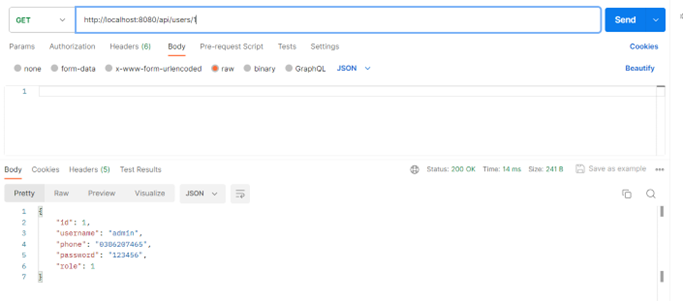 GET http://localhost:8080/api/users/1 Send
Params Authorization Headers (6) Body Pre-request Script Tests Settings Cookies
none form-data x-www-form-urlencoded raw binary GraphQL JSON Beautify
1
Body Cookies Headers (5) Test Results Status: 200 OK Time: 14 ms Size: 241 B Save as example
Pretty Raw Preview Visualize JSON
1 {
2 "id": 1,
3 "username": "admin",
4 "phone": "0386207465",
5 "password": "123456",
6 "role": 1
7 }